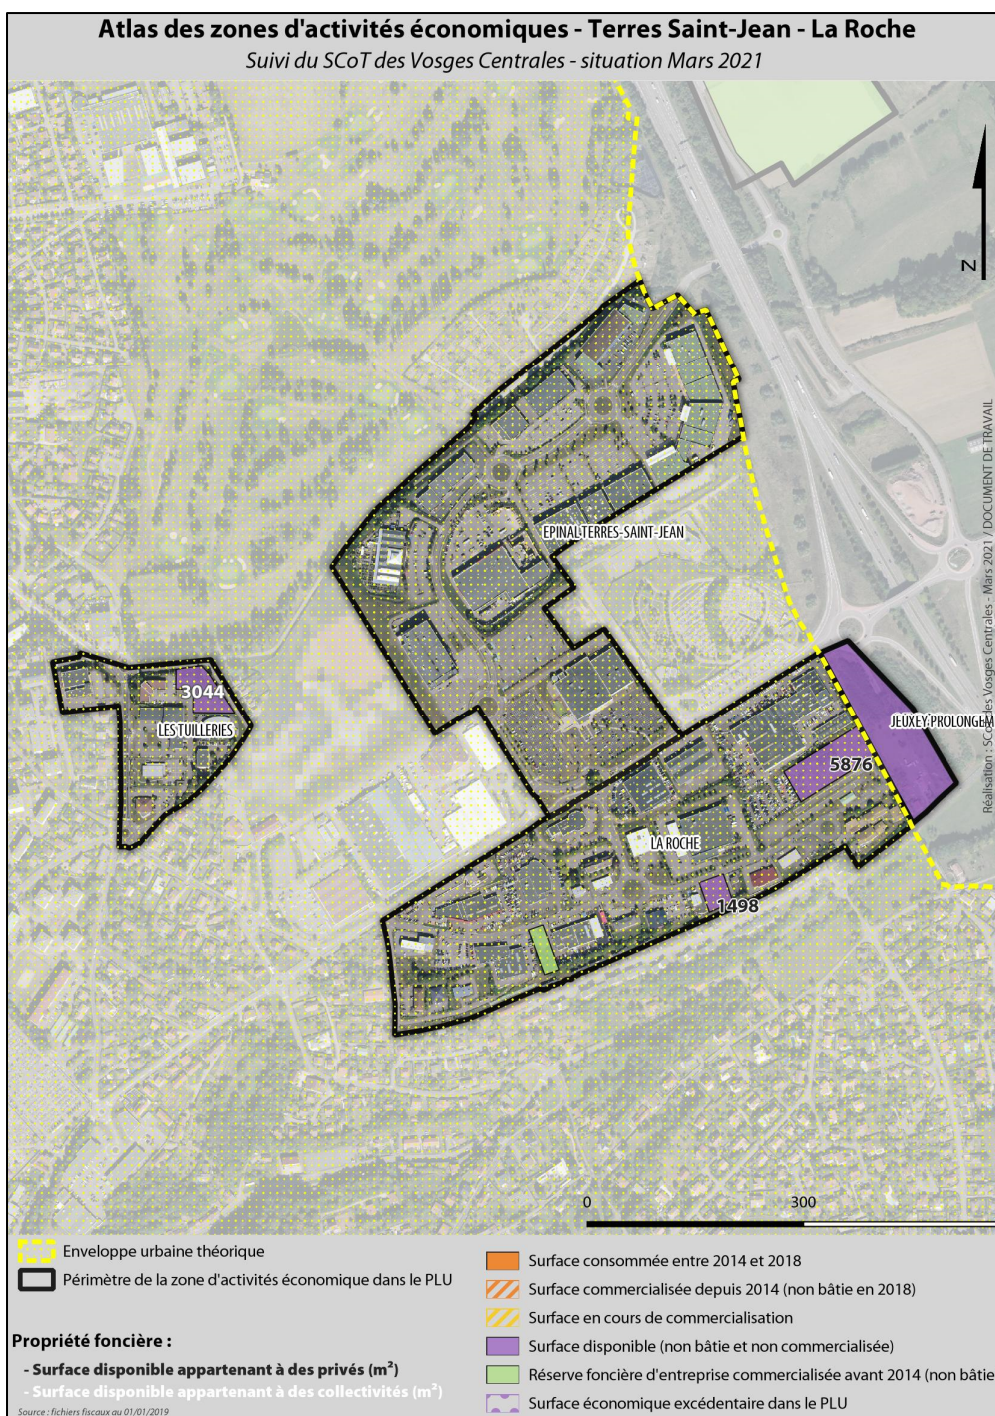 Atlas des zones d'activités économiques - Terres Saint-Jean - La Roche
Suivi du SCoT des Vosges Centrales - situation Mars 2021
N
EPINAL-TERRES-SAINT-JEAN
3044
LES TUILLERIES
JEUXEY-PROLONGEM
5876
LA ROCHE
1498
Réalisation : SCoT des Vosges Centrales - Mars 2021 / DOCUMENT DE TRAVAIL
0 300
Enveloppe urbaine théorique
Périmètre de la zone d'activités économique dans le PLU
Propriété foncière :
- Surface disponible appartenant à des privés (m²)
- Surface disponible appartenant à des collectivités (m²)
Source : fichiers fiscaux au 01/01/2019
Surface consommée entre 2014 et 2018
Surface commercialisée depuis 2014 (non bâtie en 2018)
Surface en cours de commercialisation
Surface disponible (non bâtie et non commercialisée)
Réserve foncière d'entreprise commercialisée avant 2014 (non bâtie
Surface économique excédentaire dans le PLU